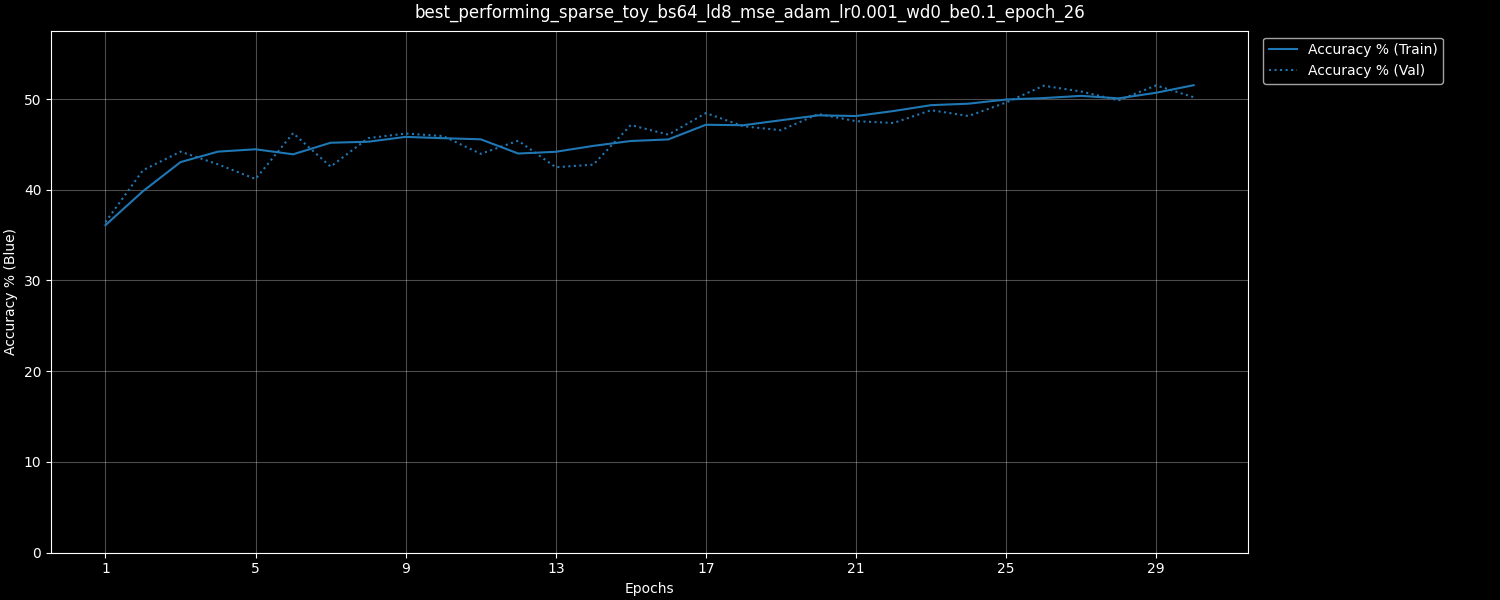 best_performing_sparse_toy_bs64_ld8_mse_adam_lr0.001_wd0_be0.1_epoch_26
Accuracy % (Train)
Accuracy % (Val)
Accuracy % (Blue)
50
40
30
20
10
0
1 5 9 13 17 21 25 29
Epochs